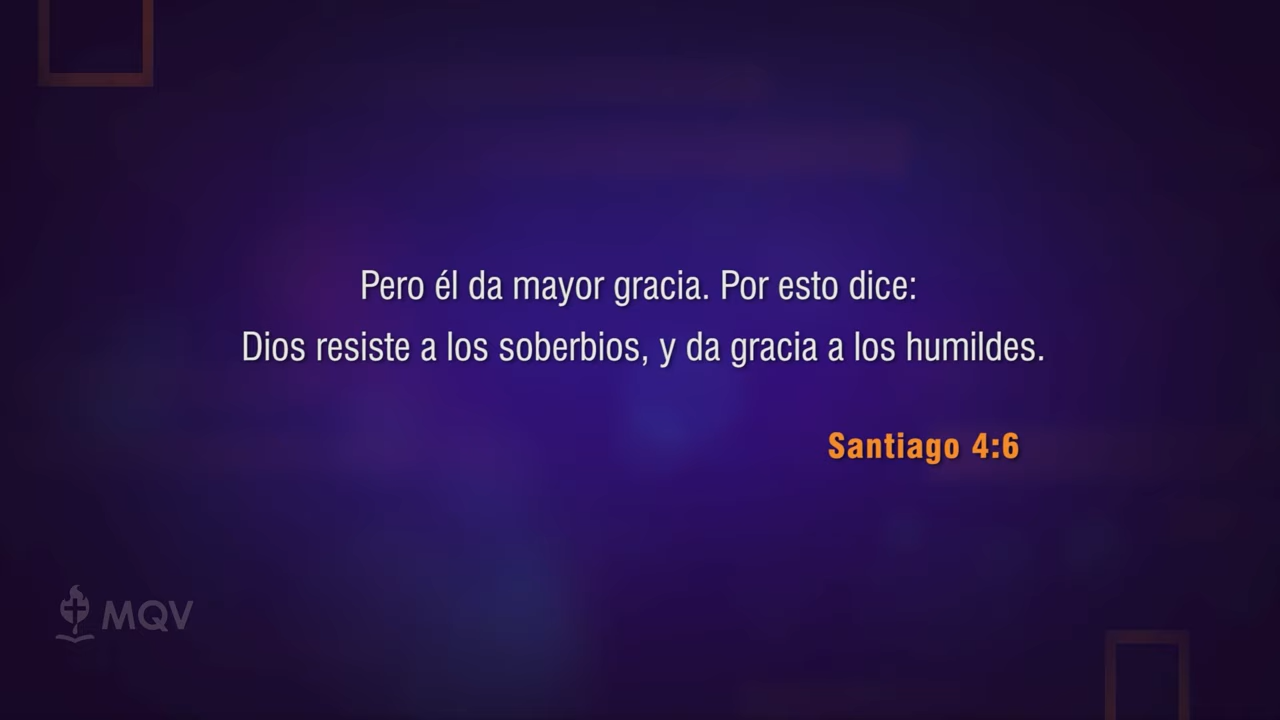 Pero él da mayor gracia. Por esto dice:
Dios resiste a los soberbios, y da gracia a los humildes.
Santiago 4:6
MQV